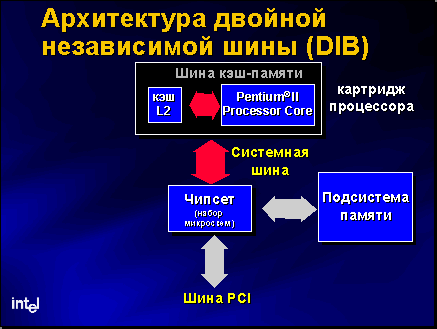 Архитектура двойной
независимой шины (DIB)
Шина кэш-памяти
кэш
L2
Pentium®II
Processor Core
картридж
процессора
Системная
шина
Чипсет
(набор
микросхем)
Подсистема
памяти
Шина PCI
intel